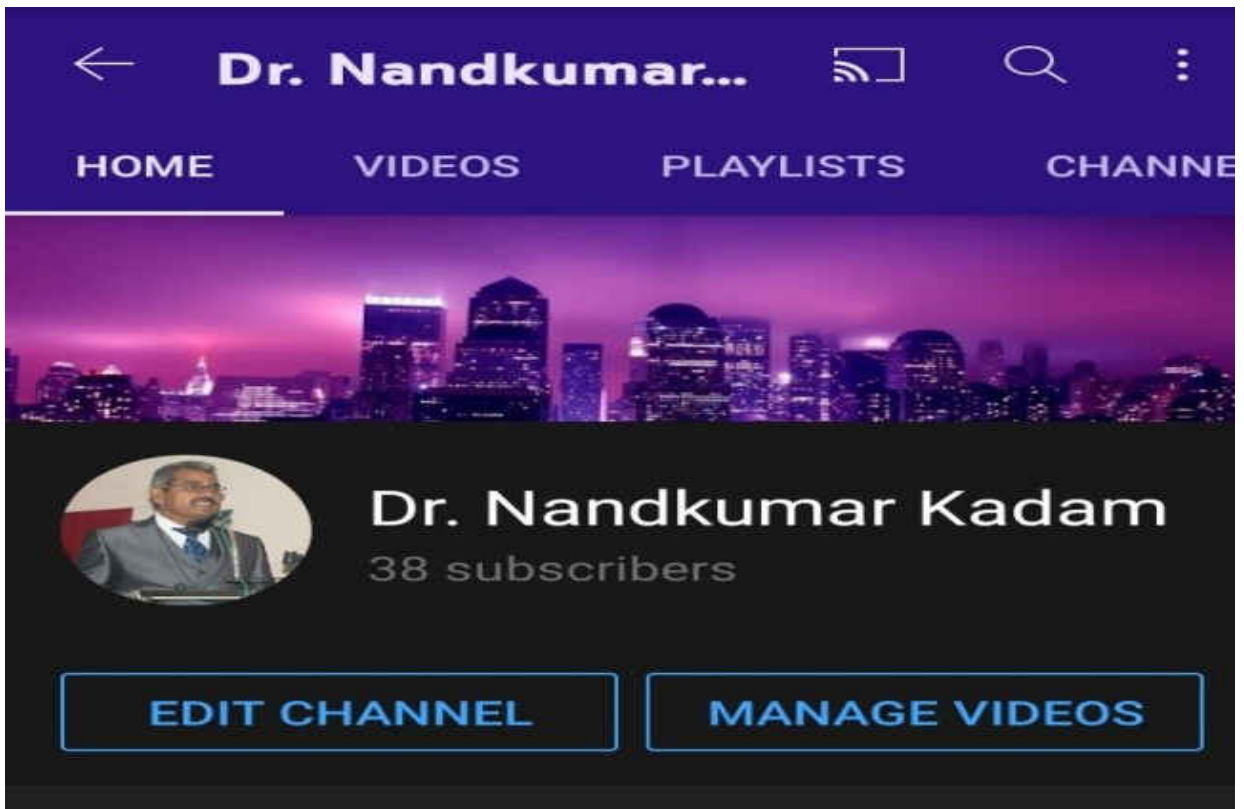 Dr. Nandkumar...
HOME VIDEOS PLAYLISTS CHANNE
Dr. Nandkumar Kadam
38 subscribers
EDIT CHANNEL MANAGE VIDEOS